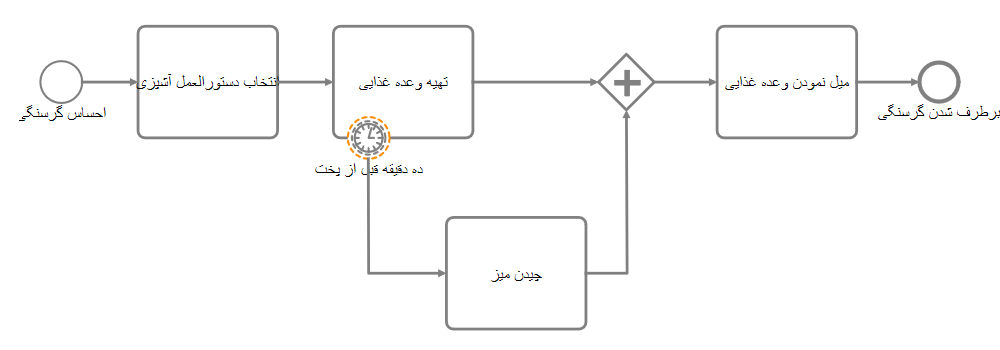 احساس گرسنگی
انتخاب دستورالعمل آشپزی
تهیه وعده غذایی
ده دقیقه قبل از پخت
چیدن میز
میل نمودن وعده غذایی
برطرف شدن گرسنگی